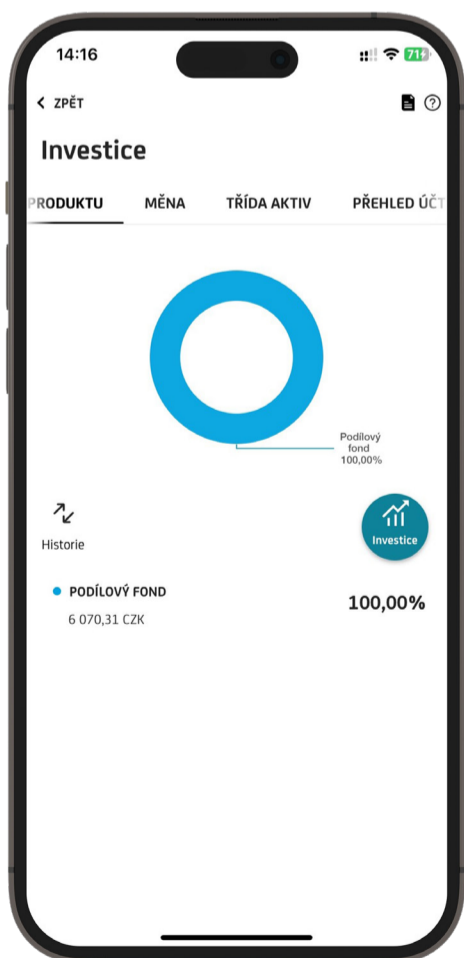 14:16
71
ZPĚT
Investice
PRODUKTU MĚNA TŘÍDA AKTIV PŘEHLED ÚČT
Podílový
fond
100,00%
Historie
Investice
PODÍLOVÝ FOND
100,00%
6 070,31 CZK